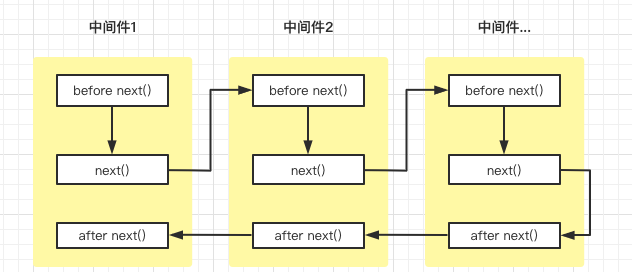 中间件1 中间件2 中间件...
before next() before next() before next()
next() next() next()
after next() after next() after next()